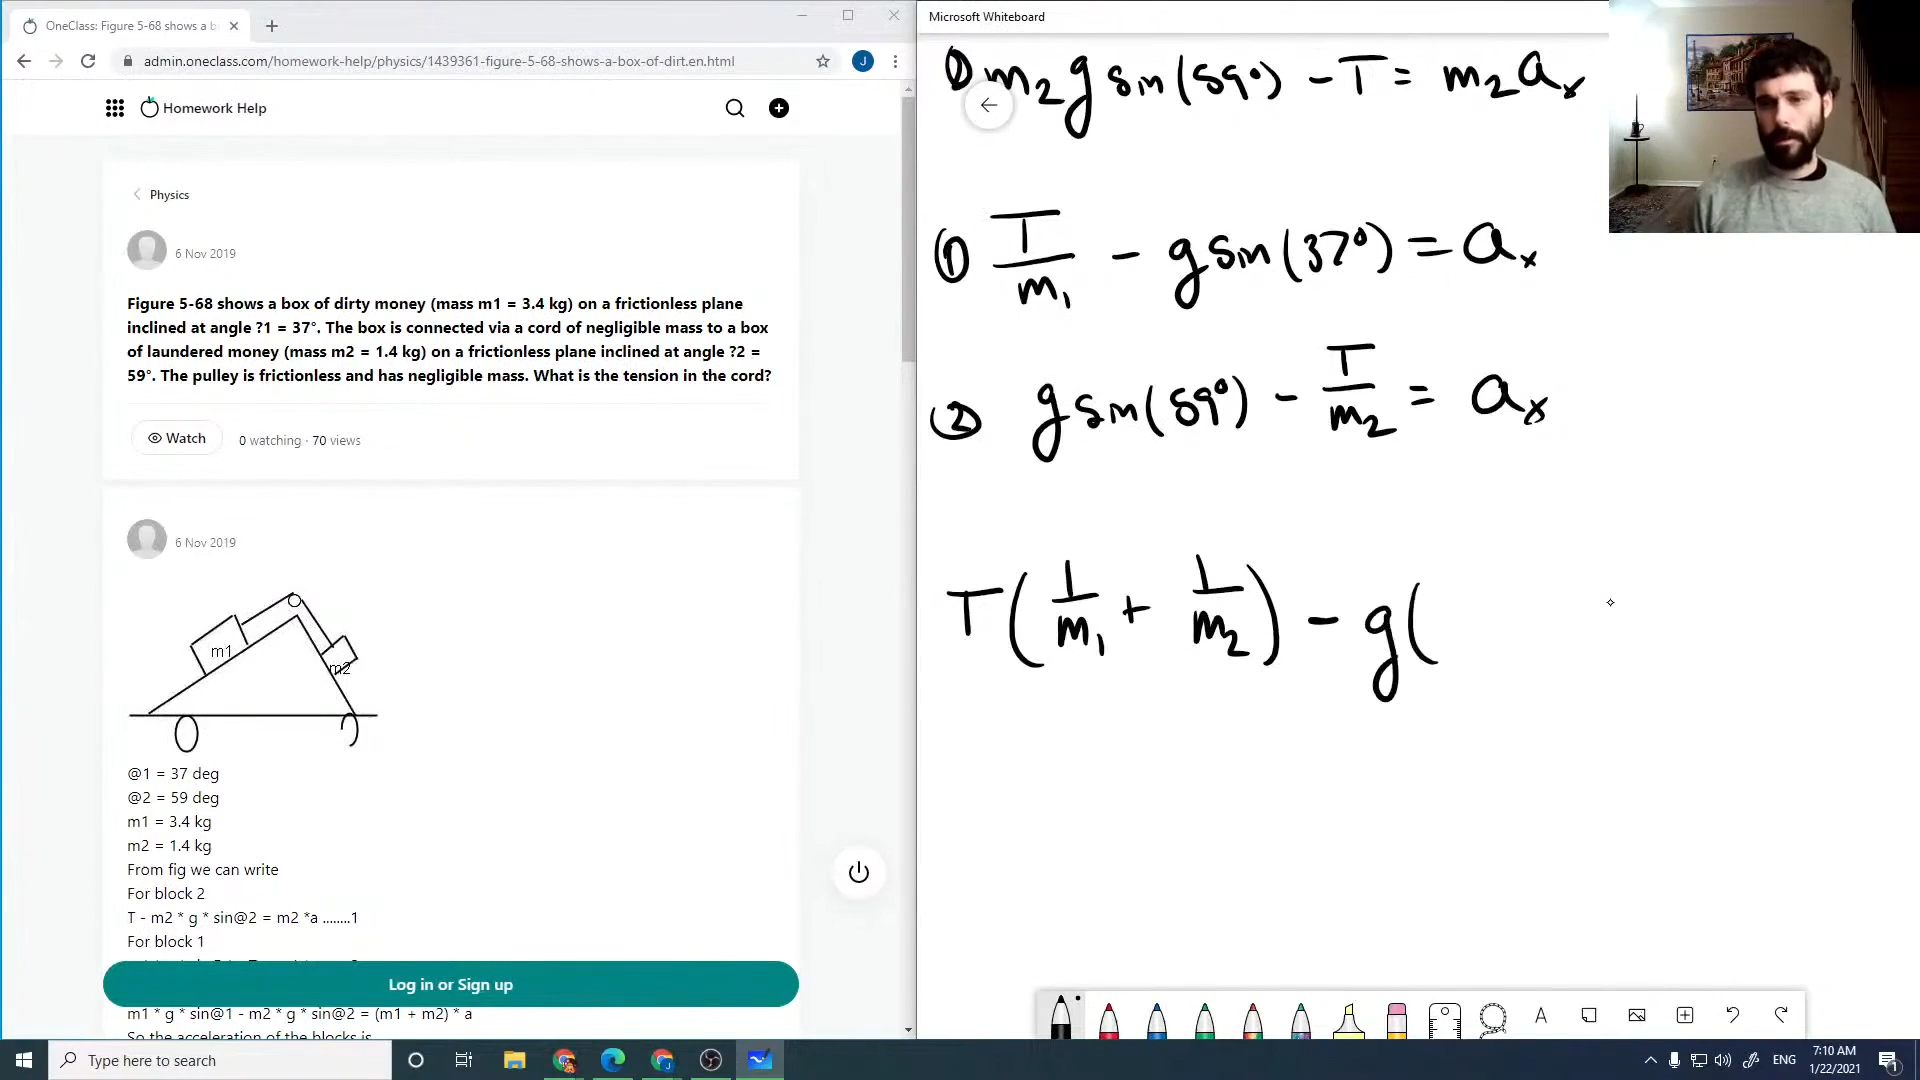 OneClass: Figure 5-68 shows a b
admin.oneclass.com/homework-help/physics/1439361-figure-5-68-shows-a-box-of-dirt.en.html
J
Homework Help
Physics
6 Nov 2019
Figure 5-68 shows a box of dirty money (mass m1 = 3.4 kg) on a frictionless plane
inclined at angle ?1 = 37°. The box is connected via a cord of negligible mass to a box
of laundered money (mass m2 = 1.4 kg) on a frictionless plane inclined at angle ?2 =
59°. The pulley is frictionless and has negligible mass. What is the tension in the cord?
Watch
0 watching · 70 views
6 Nov 2019
m1
m2
@1 = 37 deg
@2 = 59 deg
m1 = 3.4 kg
m2 = 1.4 kg
From fig we can write
For block 2
T - m2 * g * sin@2 = m2 *a ........1
For block 1
Log in or Sign up
m1 * g * sin@1 - m2 * g * sin@2 = (m1 + m2) * a
So the acceleration of the blocks is
Microsoft Whiteboard
m₂g sin(59°) - T = m₂aₓ
① T/m₁ - g sin(37°) = aₓ
② g sin(59°) - T/m₂ = aₓ
T(1/m₁ + 1/m₂) - g(
A
Type here to search
ENG
7:10 AM
1/22/2021
1